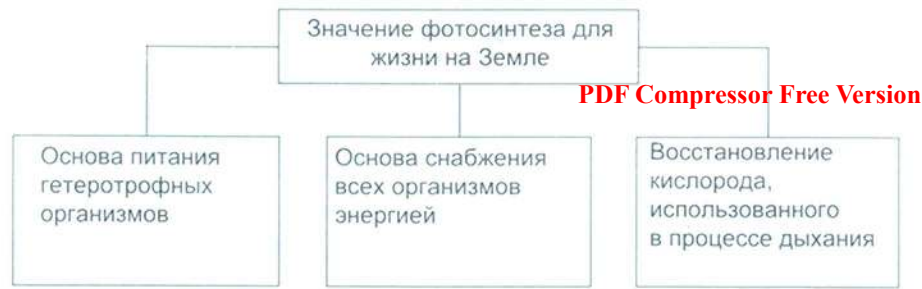 Значение фотосинтеза для
жизни на Земле
PDF Compressor Free Version
Основа питания
гетеротрофных
организмов
Основа снабжения
всех организмов
энергией
Восстановление
кислорода,
использованного
в процессе дыхания